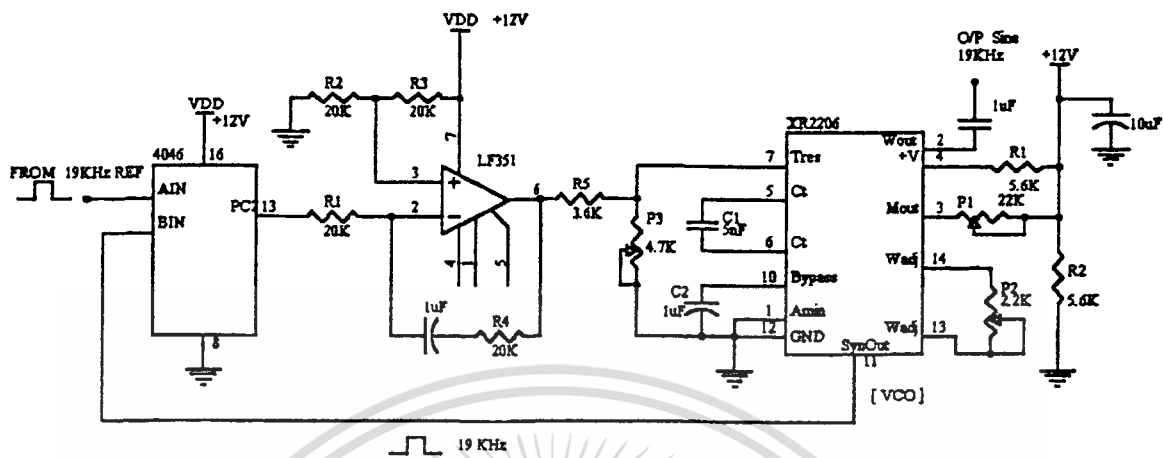 VDD +12V
O/P Sine
19KHz
+12V
R2
20K
R3
20K
1uF
10uF
VDD
+12V
16
4046
7
LF351
XR2206
FROM 19KHz REF
AIN
BIN
PC2
13
R1
20K
3
2
+
−
6
R5
3.6K
4
1
5
P3
4.7K
7
Tres
5
Ct
C1
5nF
6
Ct
10
Bypass
C2
1uF
1
Amin
12
GND
Wout
2
+V
4
R1
5.6K
Mout
3
P1
22K
Wadj
14
P2
2.2K
R2
5.6K
Wadj
13
SynOut
11
1uF
R4
20K
8
[ VCO ]
19 KHz